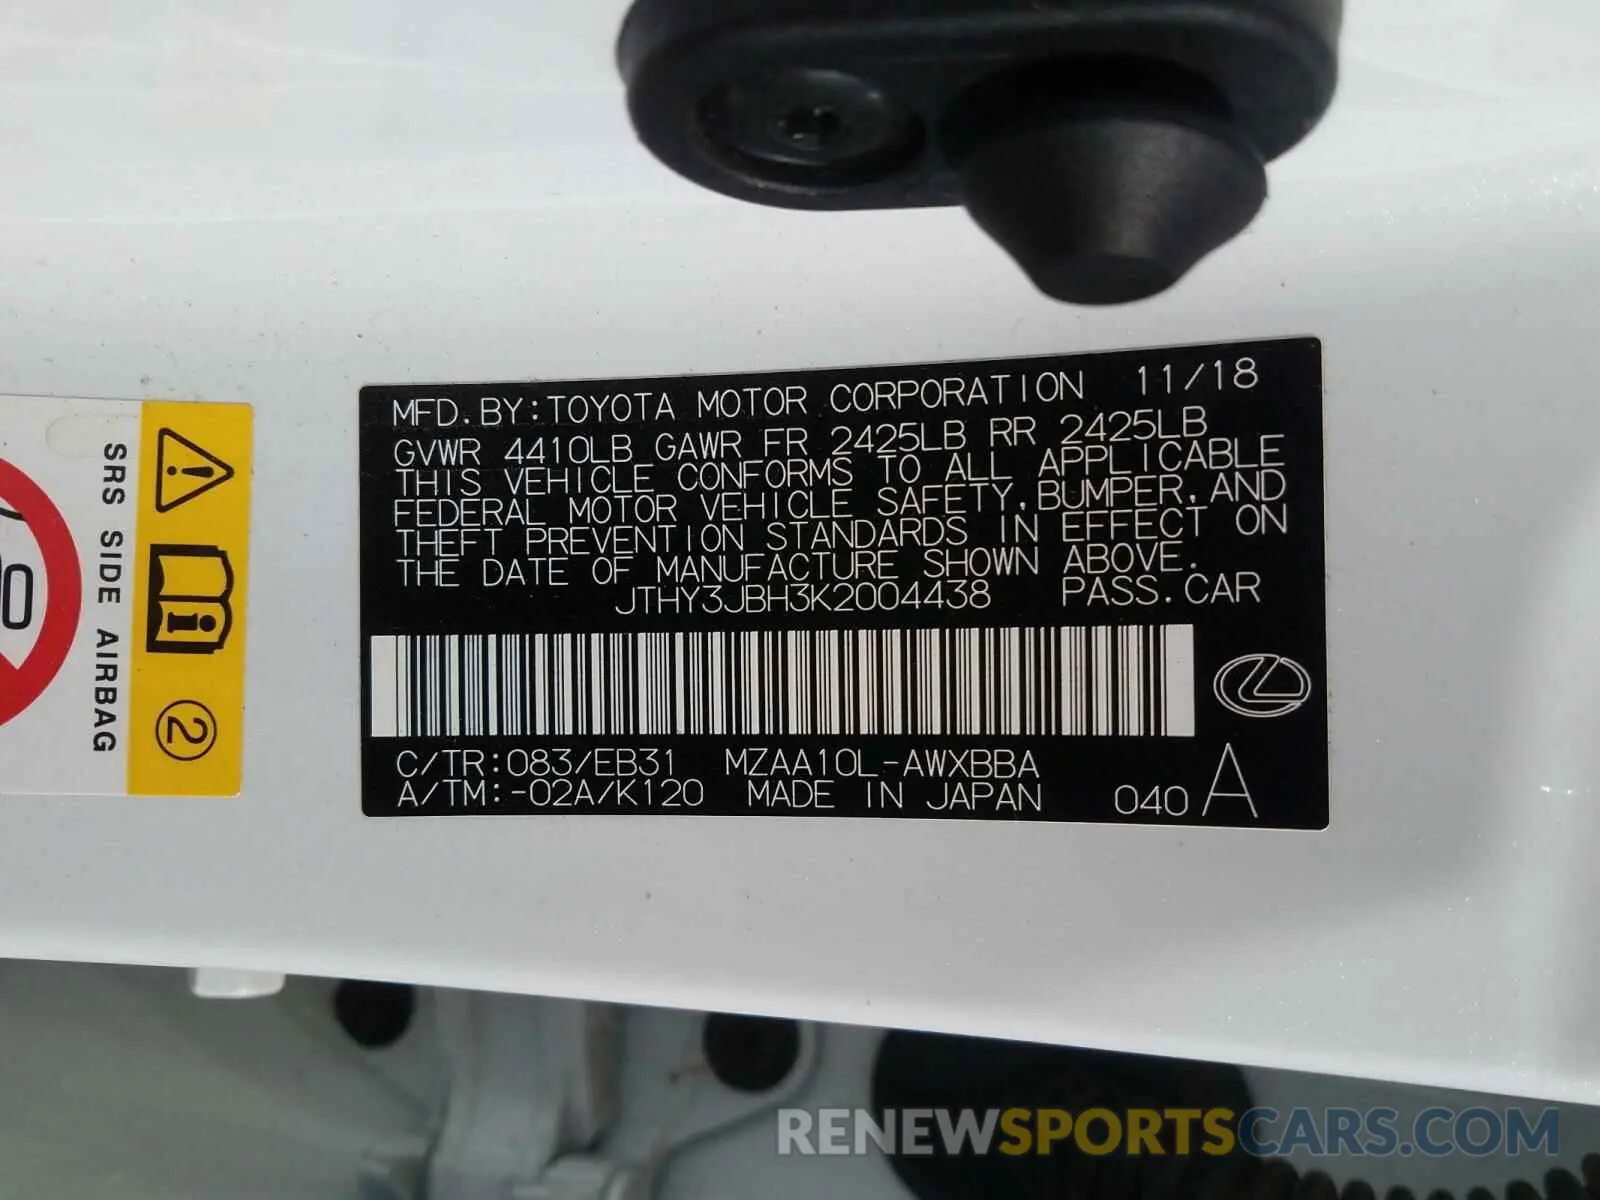 MFD. BY:TOYOTA MOTOR CORPORATION 11/18
GVWR 4410LB GAWR FR 2425LB RR 2425LB
THIS VEHICLE CONFORMS TO ALL APPLICABLE
FEDERAL MOTOR VEHICLE SAFETY, BUMPER, AND
THEFT PREVENTION STANDARDS IN EFFECT ON
THE DATE OF MANUFACTURE SHOWN ABOVE.
JTHY3JBH3K2004438 PASS. CAR
C/TR:083/EB31 MZAA10L-AWXBBA
A/TM:-02A/K120 MADE IN JAPAN 040 A
SRS SIDE AIRBAG
2
RENEWSPORTSCARS.COM